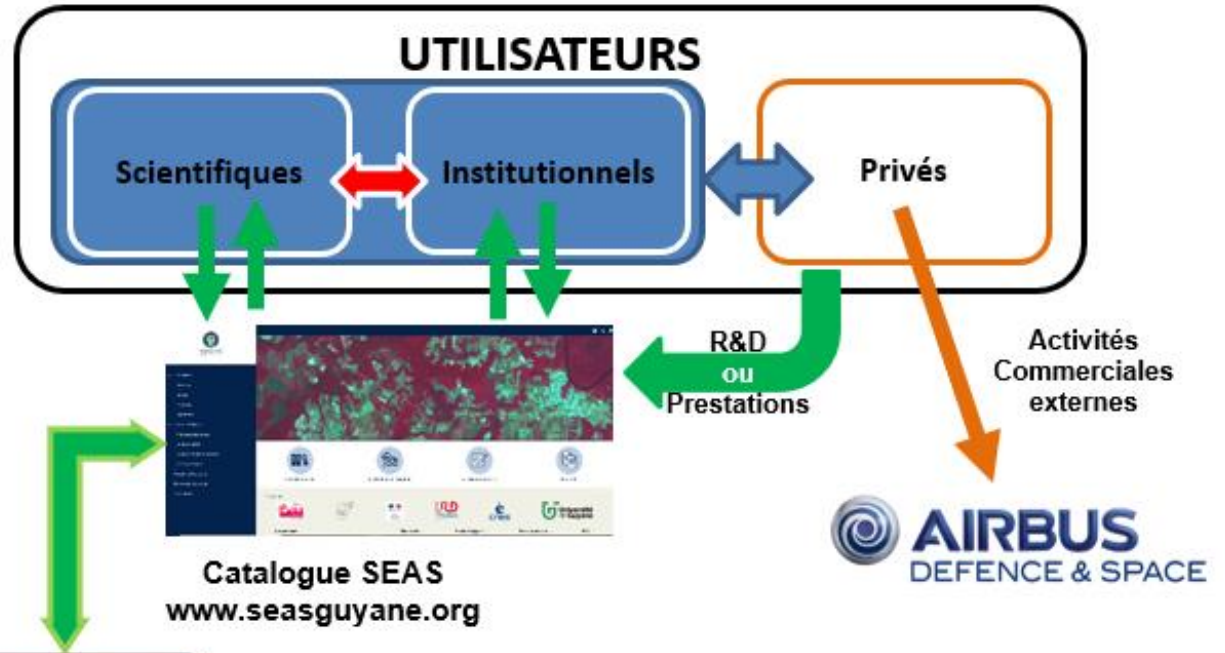 UTILISATEURS
Scientifiques
Institutionnels
Privés
R&D
ou
Prestations
Activités
Commerciales
externes
Catalogue SEAS
www.seasguyane.org
AIRBUS
DEFENCE & SPACE